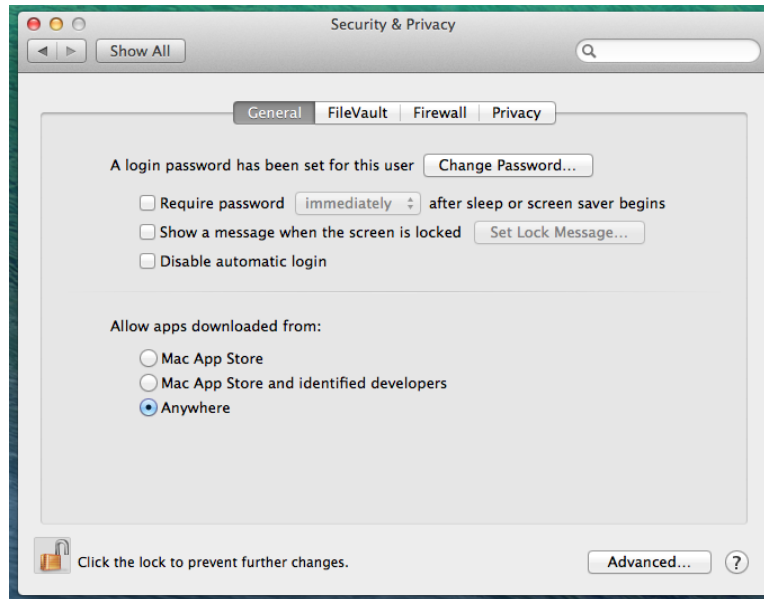 Security & Privacy
Show All
General FileVault Firewall Privacy
A login password has been set for this user Change Password...
Require password immediately after sleep or screen saver begins
Show a message when the screen is locked Set Lock Message...
Disable automatic login
Allow apps downloaded from:
Mac App Store
Mac App Store and identified developers
Anywhere
Click the lock to prevent further changes. Advanced... ?